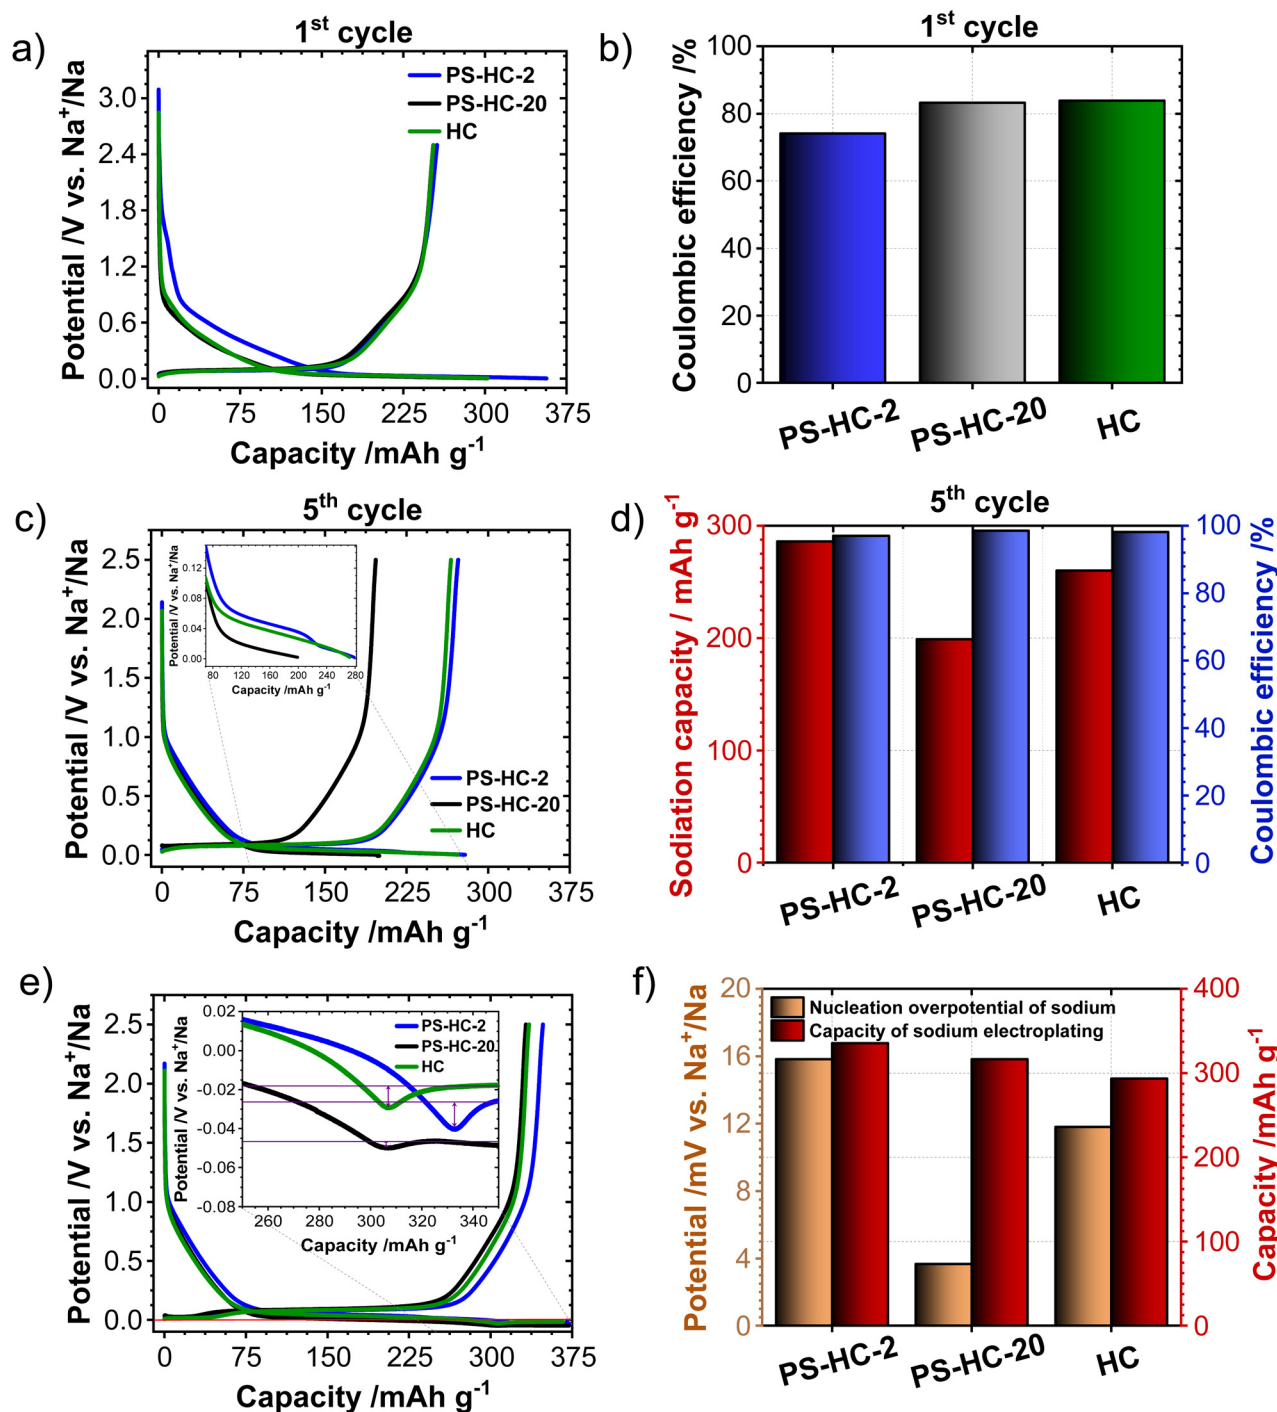 a)
1st cycle
Potential /V vs. Na+/Na
3.0
2.4
1.8
1.2
0.6
0.0
PS-HC-2
PS-HC-20
HC
0 75 150 225 300 375
Capacity /mAh g-1
b)
1st cycle
Coulombic efficiency /%
100
80
60
40
20
0
PS-HC-2 PS-HC-20 HC
c)
5th cycle
Potential /V vs. Na+/Na
2.5
2.0
1.5
1.0
0.5
0.0
Potential /V vs. Na+/Na
0.12
0.08
0.04
0.00
80 120 160 200 240 280
Capacity /mAh g-1
PS-HC-2
PS-HC-20
HC
0 75 150 225 300 375
Capacity /mAh g-1
d)
5th cycle
Sodiation capacity / mAh g-1
300
200
100
0
100
80
60
40
20
0
Coulombic efficiency /%
PS-HC-2 PS-HC-20 HC
e)
Potential /V vs. Na+/Na
2.5
2.0
1.5
1.0
0.5
0.0
Potential /V vs. Na+/Na
0.02
0.00
-0.02
-0.04
-0.06
-0.08
PS-HC-2
PS-HC-20
HC
260 280 300 320 340
Capacity /mAh g-1
0 75 150 225 300 375
Capacity /mAh g-1
f)
Potential /mV vs. Na+/Na
20
16
12
8
4
0
Nucleation overpotential of sodium
Capacity of sodium electroplating
400
300
200
100
0
Capacity /mAh g-1
PS-HC-2 PS-HC-20 HC